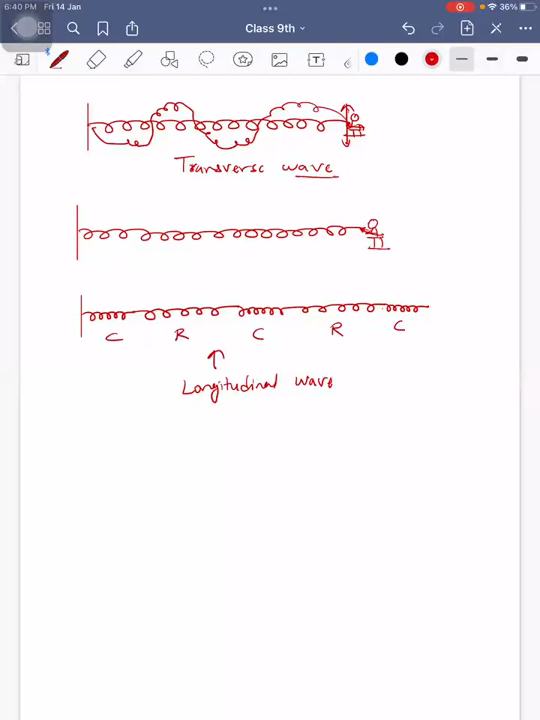 6:40 PM Fri 14 Jan
36%
Class 9th
T
Transverse wave
C R C R C
Longitudinal wave